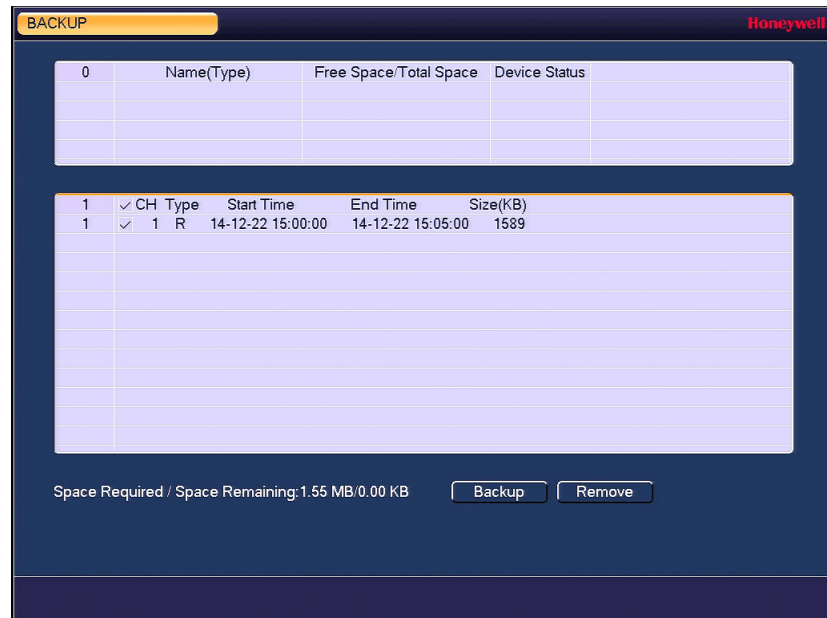 BACKUP Honeywell
0 Name(Type) Free Space/Total Space Device Status
1 CH Type Start Time End Time Size(KB)
1 1 R 14-12-22 15:00:00 14-12-22 15:05:00 1589
Space Required / Space Remaining:1.55 MB/0.00 KB Backup Remove